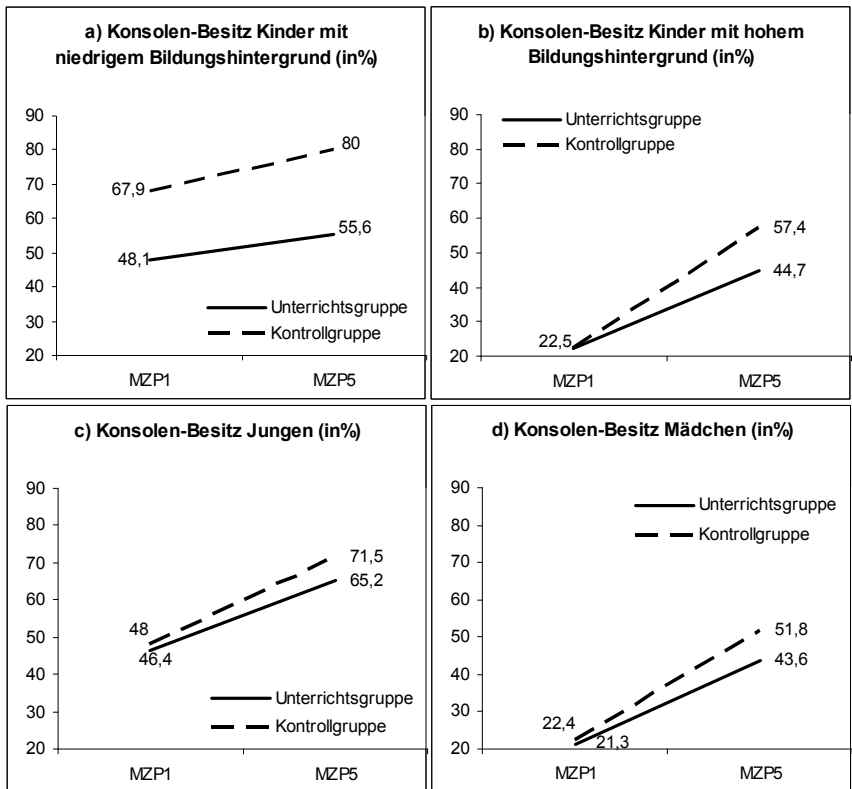 a) Konsolen-Besitz Kinder mit
niedrigem Bildungshintergrund (in%)
90
80
70
60
50
40
30
20
67,9
80
48,1
55,6
Unterrichtsgruppe
Kontrollgruppe
MZP1
MZP5
b) Konsolen-Besitz Kinder mit hohem
Bildungshintergrund (in%)
90
80
70
60
50
40
30
20
Unterrichtsgruppe
Kontrollgruppe
57,4
44,7
22,5
MZP1
MZP5
c) Konsolen-Besitz Jungen (in%)
90
80
70
60
50
40
30
20
71,5
65,2
48
46,4
Unterrichtsgruppe
Kontrollgruppe
MZP1
MZP5
d) Konsolen-Besitz Mädchen (in%)
90
80
70
60
50
40
30
20
Unterrichtsgruppe
Kontrollgruppe
51,8
43,6
22,4
21,3
MZP1
MZP5